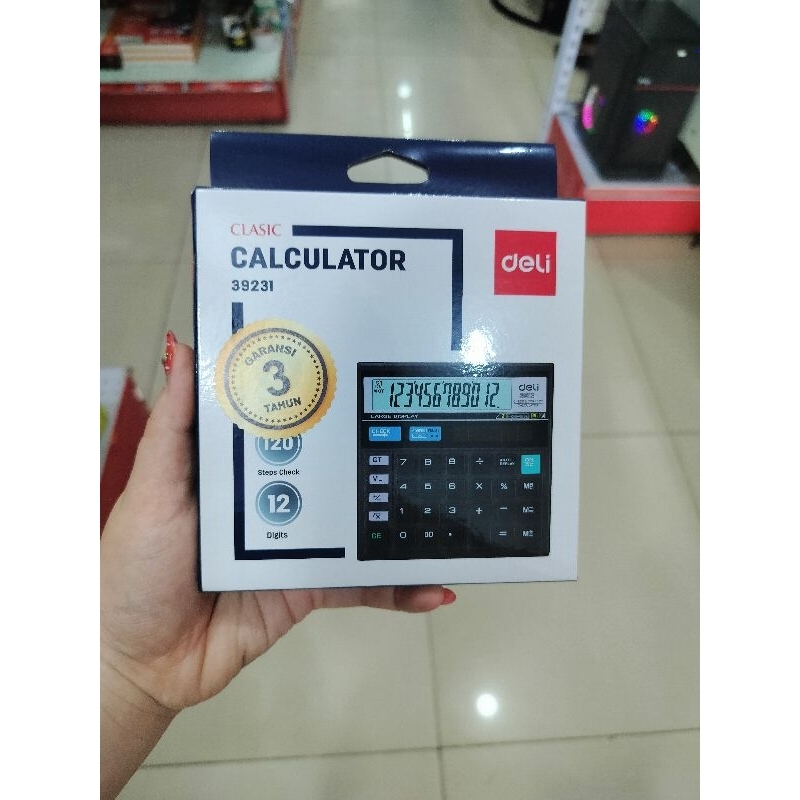 CLASIC
CALCULATOR
39231
deli
GARANSI
3
TAHUN
120
Steps Check
12
Digits
123456789012
deli
LARGE DISPLAY
CHECK
GT 7 8 9 ÷
4 5 6 × %
1 2 3 + −
CE 0 00 . =